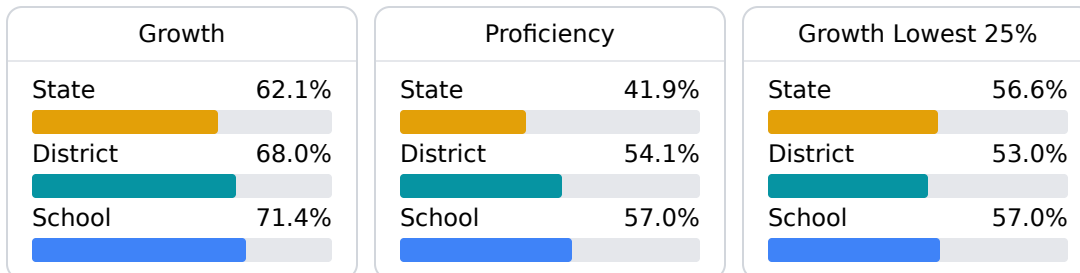 Growth
State 62.1%
District 68.0%
School 71.4%
Proficiency
State 41.9%
District 54.1%
School 57.0%
Growth Lowest 25%
State 56.6%
District 53.0%
School 57.0%